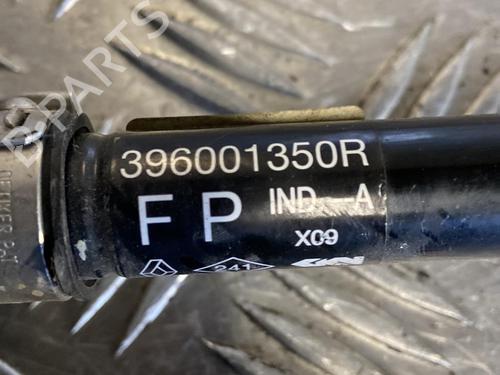 396001350R
F P IND --A
X09
241
B PARTS